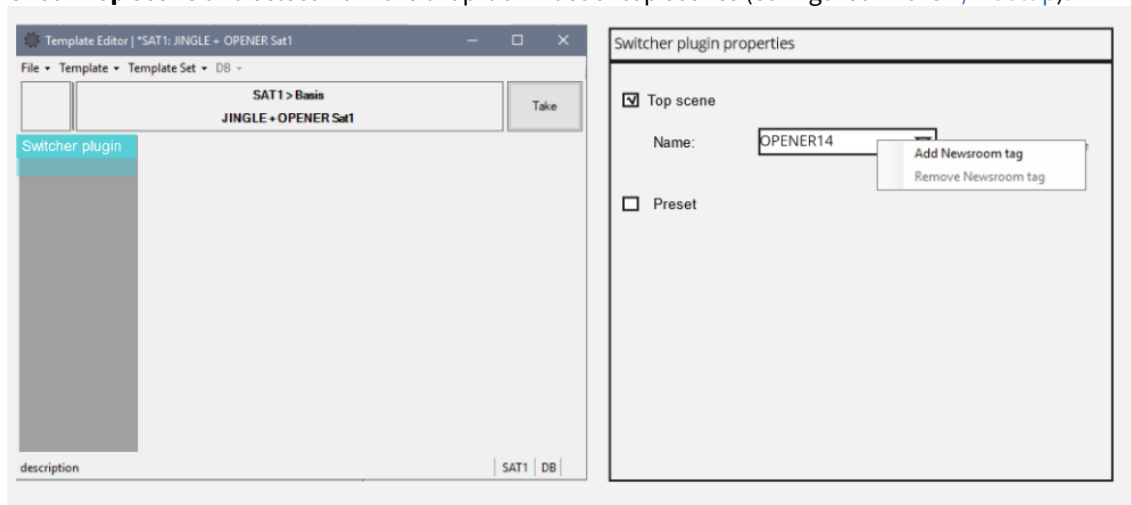 Template Editor | *SAT1: JINGLE + OPENER Sat1
File Template Template Set DB
SAT1 > Basis
JINGLE + OPENER Sat1
Take
Switcher plugin
description
SAT1 DB
Switcher plugin properties
Top scene
Name: OPENER14
Add Newsroom tag
Remove Newsroom tag
Preset